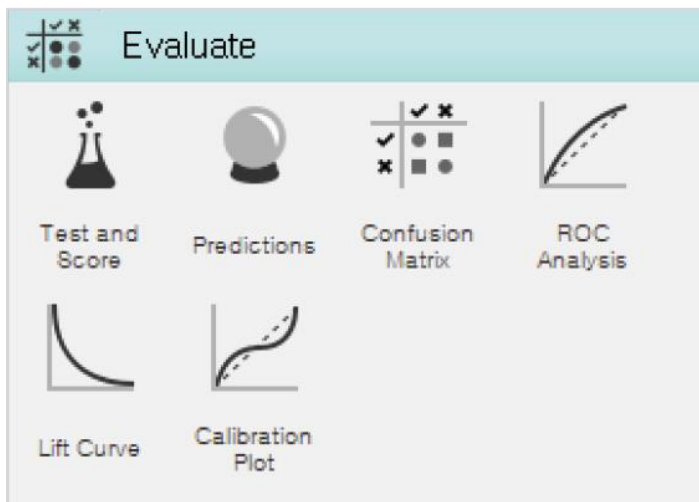 Evaluate
Test and
Score
Predictions
Confusion
Matrix
ROC
Analysis
Lift Curve
Calibration
Plot